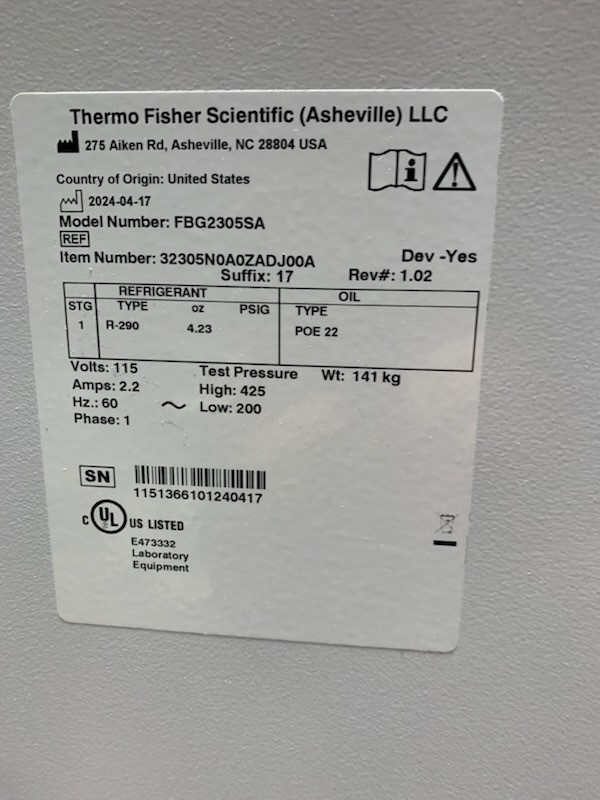 Thermo Fisher Scientific (Asheville) LLC
275 Aiken Rd, Asheville, NC 28804 USA
i
Country of Origin: United States
2024-04-17
Model Number: FBG2305SA
REF
Item Number: 32305N0A0ZADJ00A Dev -Yes
Suffix: 17 Rev#: 1.02
REFRIGERANT OIL
STG TYPE oz PSIG TYPE
1 R-290 4.23 POE 22
Volts: 115 Test Pressure Wt: 141 kg
Amps: 2.2 High: 425
Hz.: 60 ~ Low: 200
Phase: 1
SN
1151366101240417
C UL US LISTED
E473332
Laboratory
Equipment